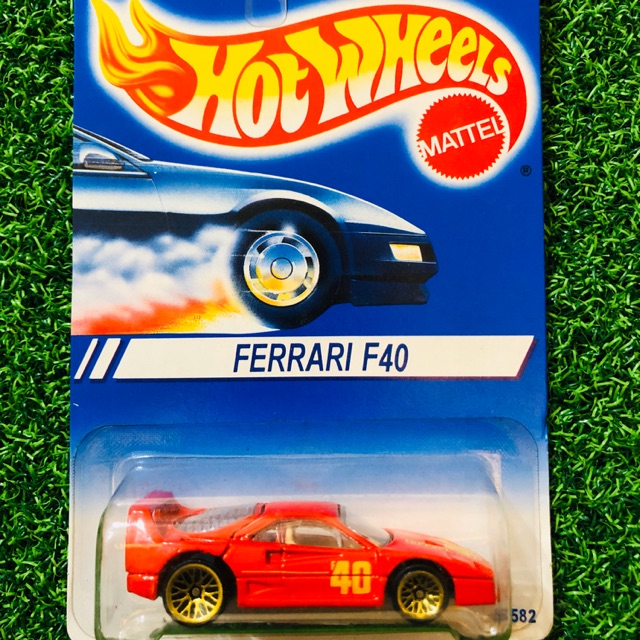 HOT WHEELS
MATTEL
®
FERRARI F40
'40
582